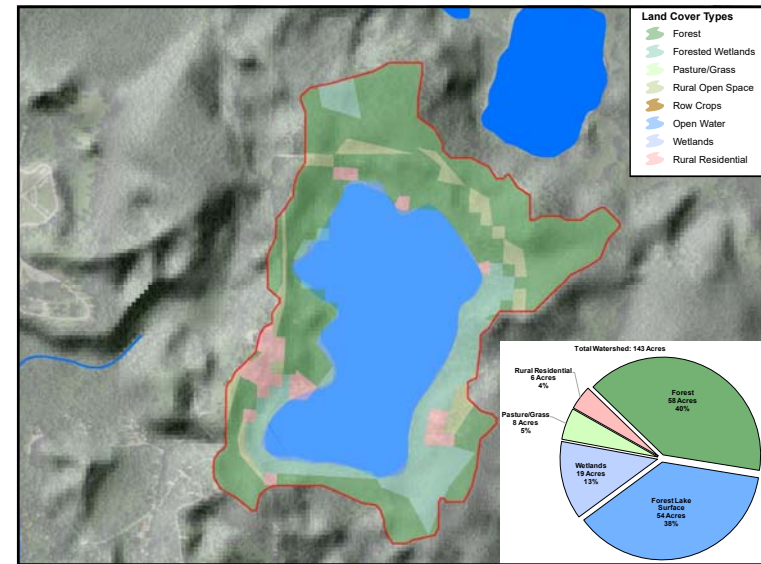 Land Cover Types
Forest
Forested Wetlands
Pasture/Grass
Rural Open Space
Row Crops
Open Water
Wetlands
Rural Residential
Total Watershed: 143 Acres
Rural Residential
6 Acres
4%
Forest
58 Acres
40%
Pasture/Grass
8 Acres
5%
Wetlands
19 Acres
13%
Forest Lake
Surface
54 Acres
38%